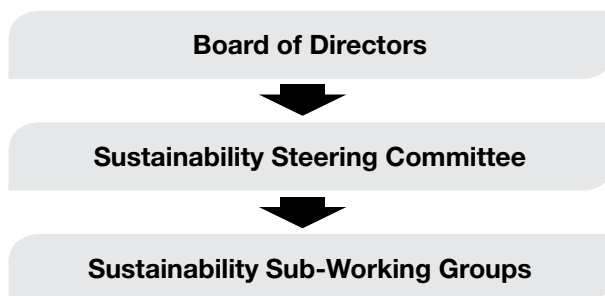 Board of Directors
Sustainability Steering Committee
Sustainability Sub-Working Groups